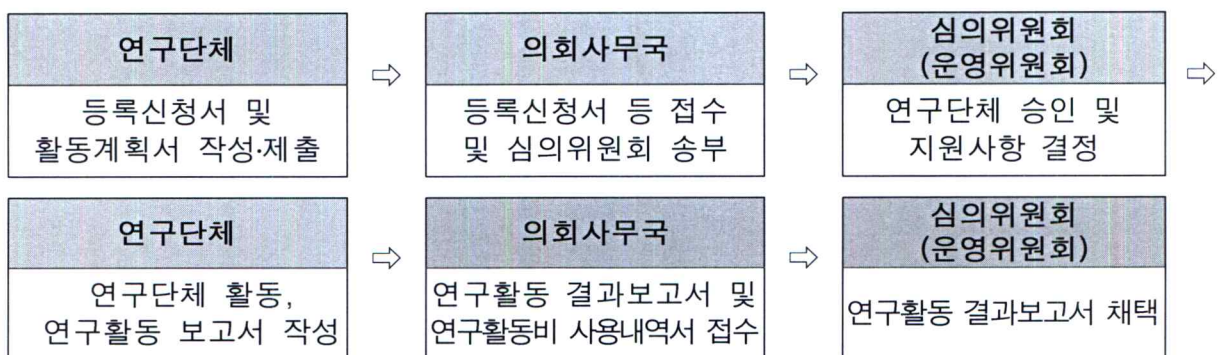 연구단체
등록신청서 및
활동계획서 작성·제출
⇨
의회사무국
등록신청서 등 접수
및 심의위원회 송부
⇨
심의위원회
(운영위원회)
연구단체 승인 및
지원사항 결정
⇨
연구단체
연구단체 활동,
연구활동 보고서 작성
⇨
의회사무국
연구활동 결과보고서 및
연구활동비 사용내역서 접수
⇨
심의위원회
(운영위원회)
연구활동 결과보고서 채택